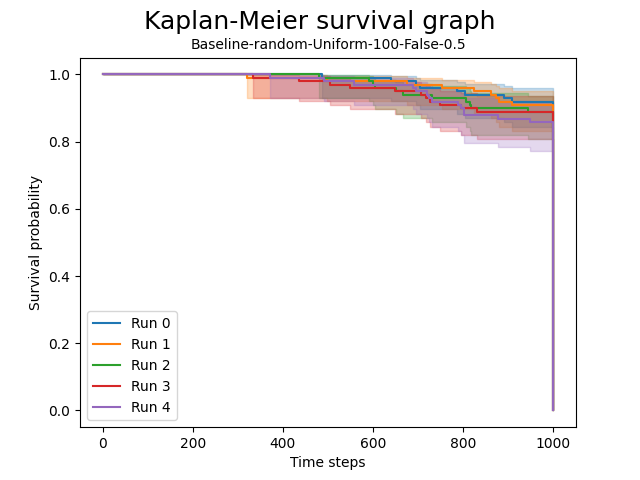 Kaplan-Meier survival graph
Baseline-random-Uniform-100-False-0.5
Survival probability
1.0
0.8
0.6
0.4
0.2
0.0
Run 0
Run 1
Run 2
Run 3
Run 4
0 200 400 600 800 1000
Time steps